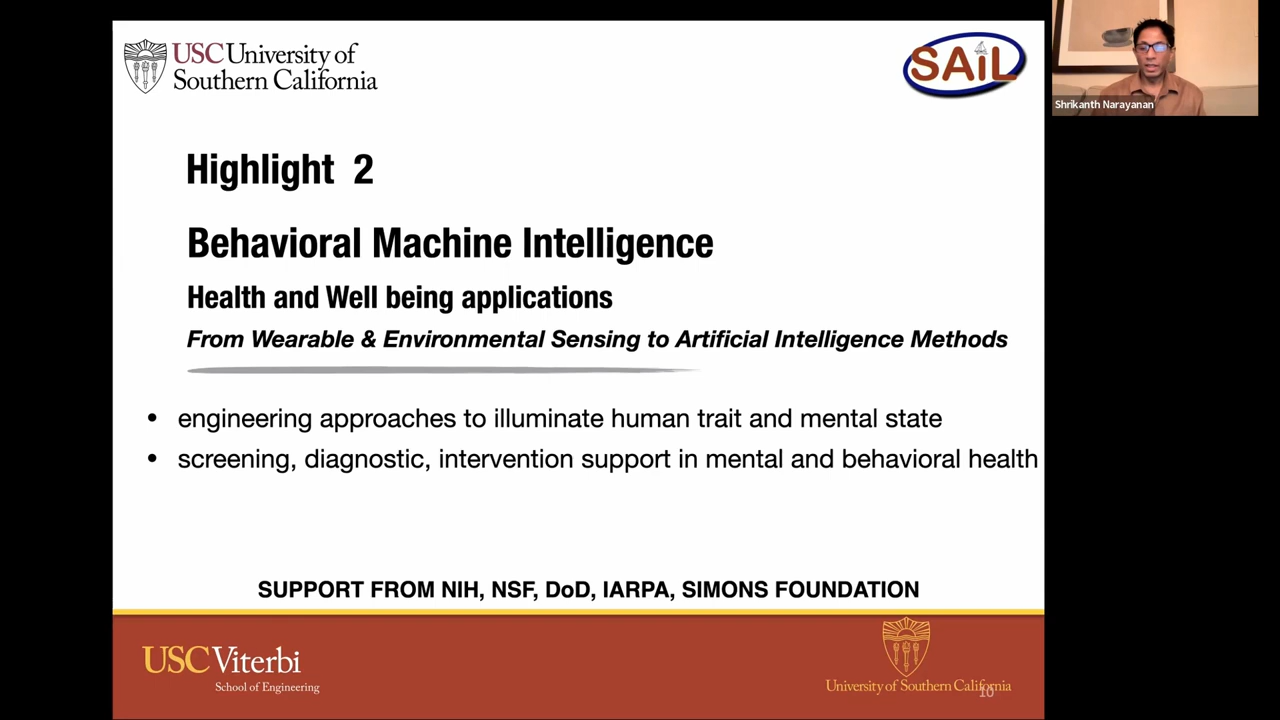 USC University of
Southern California
SAiL
Shrikanth Narayanan
Highlight 2
Behavioral Machine Intelligence
Health and Well being applications
From Wearable & Environmental Sensing to Artificial Intelligence Methods
• engineering approaches to illuminate human trait and mental state
• screening, diagnostic, intervention support in mental and behavioral health
SUPPORT FROM NIH, NSF, DoD, IARPA, SIMONS FOUNDATION
USC Viterbi
School of Engineering
University of Southern California
10